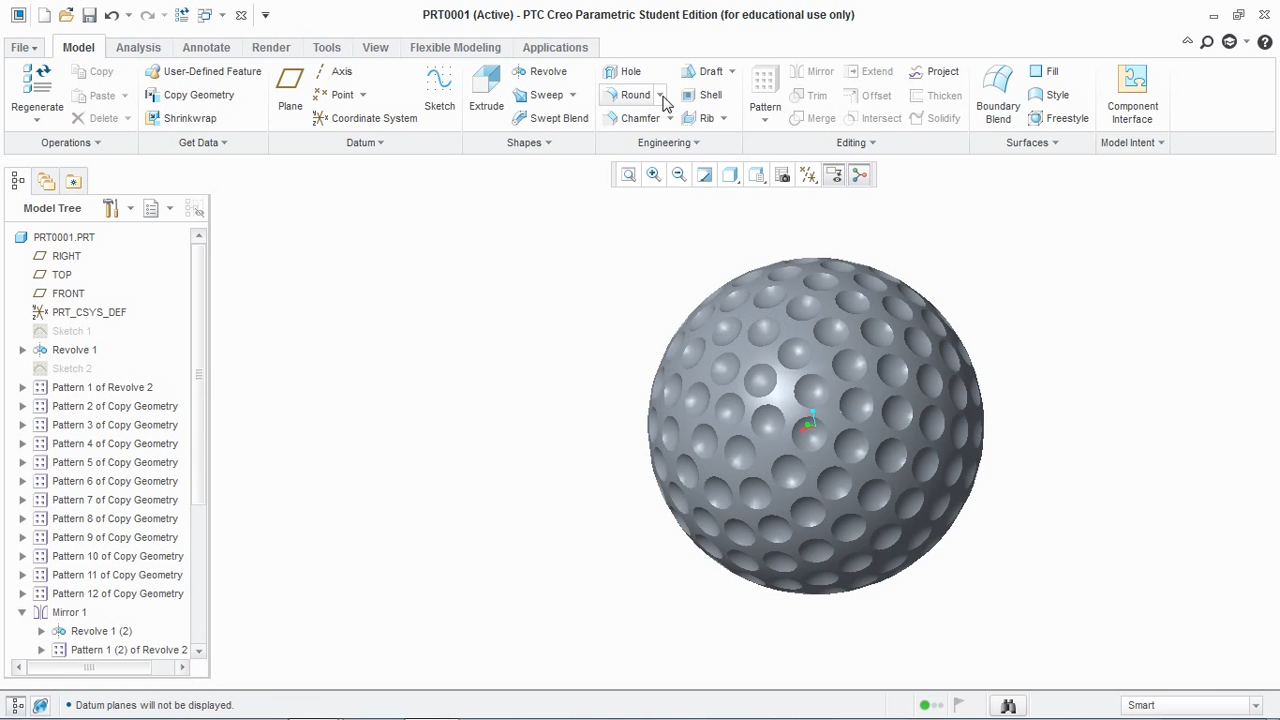 PRT0001 (Active) - PTC Creo Parametric Student Edition (for educational use only)
File Model Analysis Annotate Render Tools View Flexible Modeling Applications
Regenerate
Copy
Paste
Delete
Operations
User-Defined Feature
Copy Geometry
Shrinkwrap
Get Data
Plane
Axis
Point
Coordinate System
Datum
Sketch
Extrude
Revolve
Sweep
Swept Blend
Shapes
Hole
Round
Chamfer
Draft
Shell
Rib
Engineering
Pattern
Mirror
Trim
Merge
Extend
Offset
Intersect
Project
Thicken
Solidify
Editing
Boundary
Blend
Fill
Style
Freestyle
Surfaces
Component
Interface
Model Intent
Model Tree
PRT0001.PRT
RIGHT
TOP
FRONT
PRT_CSYS_DEF
Sketch 1
Revolve 1
Sketch 2
Pattern 1 of Revolve 2
Pattern 2 of Copy Geometry
Pattern 3 of Copy Geometry
Pattern 4 of Copy Geometry
Pattern 5 of Copy Geometry
Pattern 6 of Copy Geometry
Pattern 7 of Copy Geometry
Pattern 8 of Copy Geometry
Pattern 9 of Copy Geometry
Pattern 10 of Copy Geometry
Pattern 11 of Copy Geometry
Pattern 12 of Copy Geometry
Mirror 1
Revolve 1 (2)
Pattern 1 (2) of Revolve 2
• Datum planes will not be displayed.
Smart